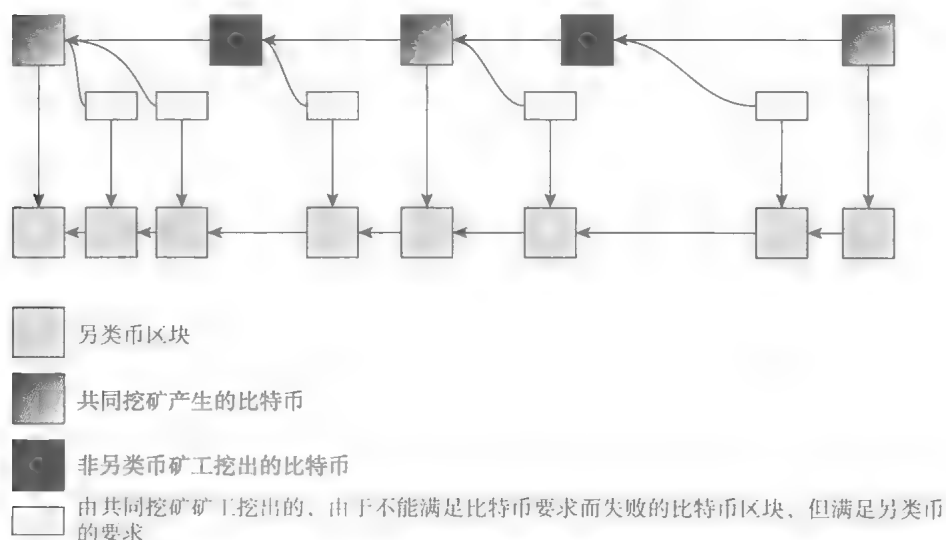 另类币区块
共同挖矿产生的比特币
非另类币矿工挖出的比特币
由共同挖矿矿工挖出的、由于不能满足比特币要求而失败的比特币区块、但满足另类币
的要求